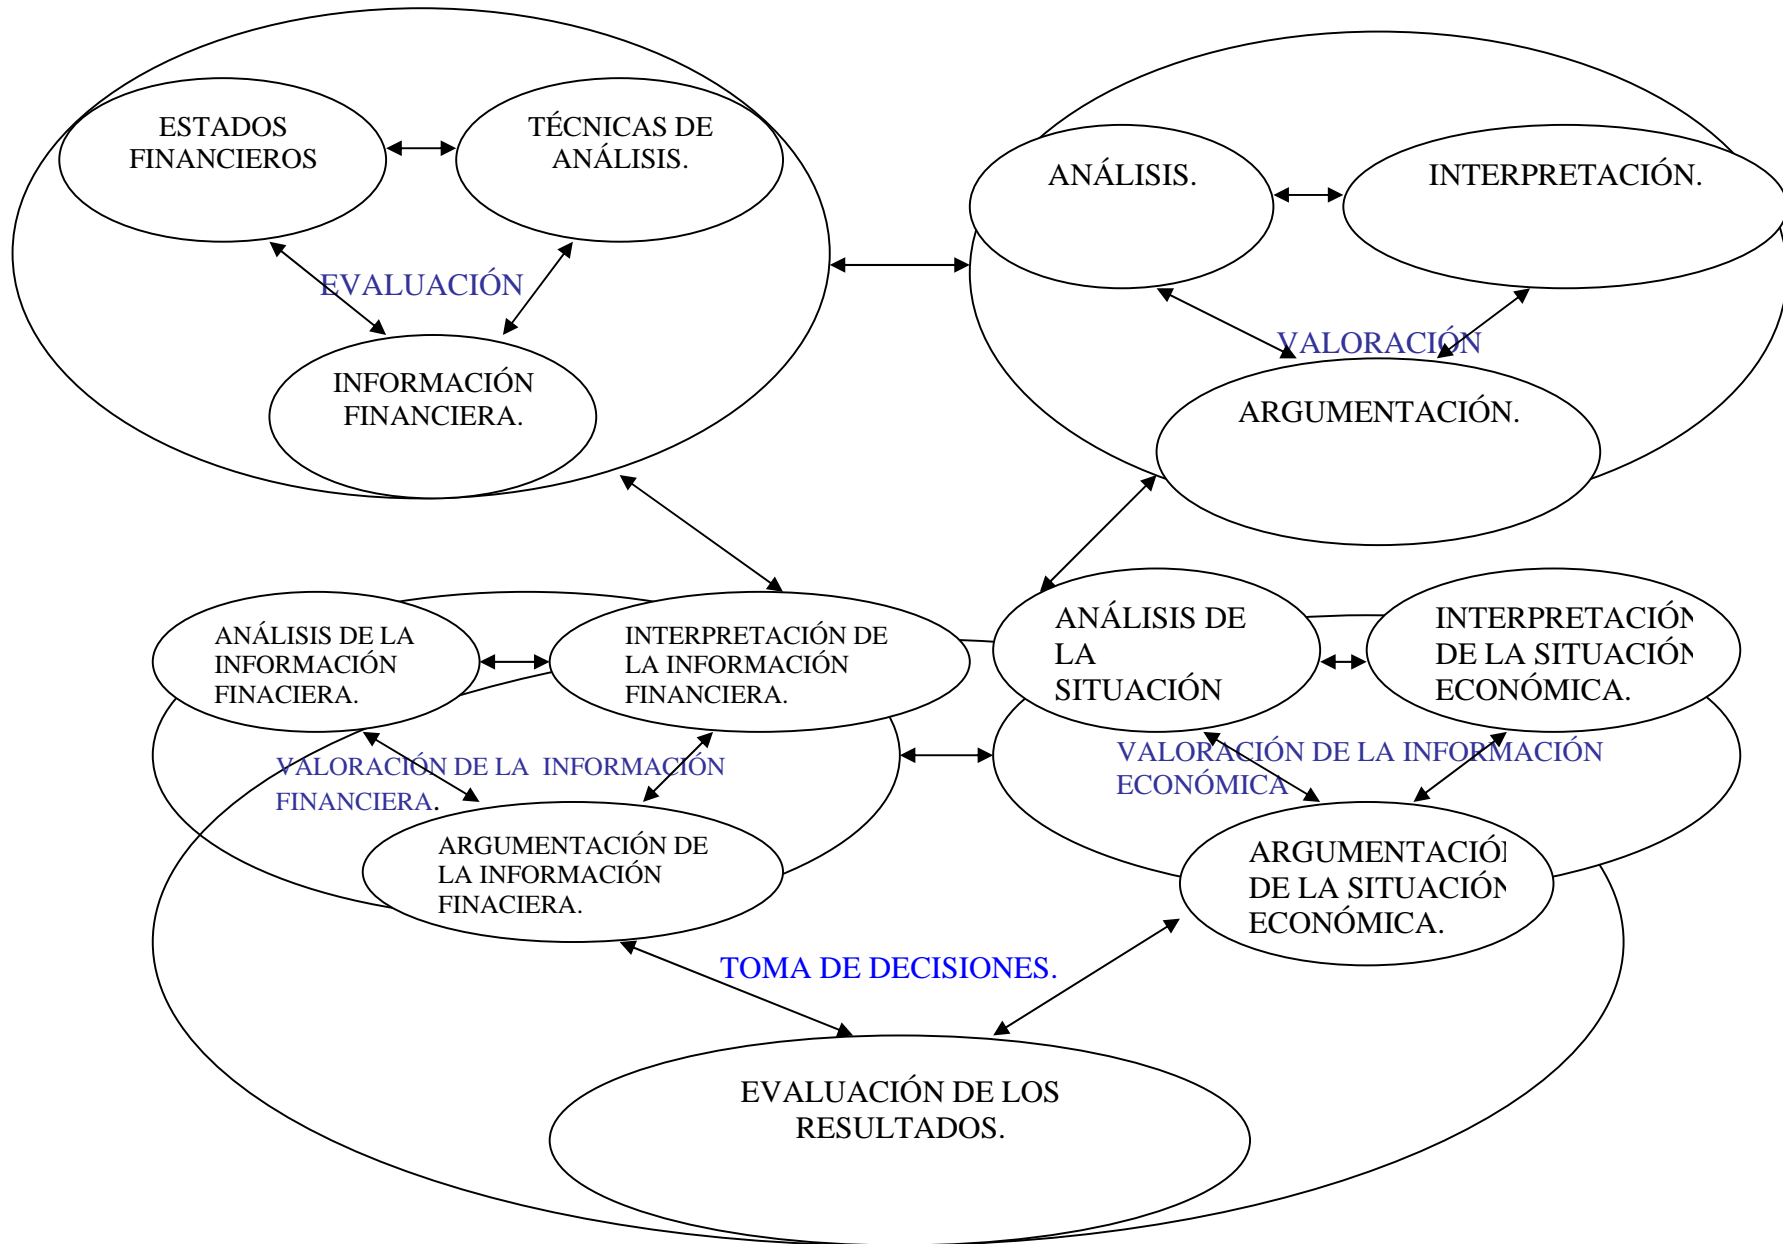 ESTADOS
FINANCIEROS
TÉCNICAS DE
ANÁLISIS.
EVALUACIÓN
INFORMACIÓN
FINANCIERA.
ANÁLISIS.
INTERPRETACIÓN.
VALORACIÓN
ARGUMENTACIÓN.
ANÁLISIS DE LA
INFORMACIÓN
FINACIERA.
INTERPRETACIÓN DE
LA INFORMACIÓN
FINANCIERA.
VALORACIÓN DE LA INFORMACIÓN
FINANCIERA.
ARGUMENTACIÓN DE
LA INFORMACIÓN
FINACIERA.
ANÁLISIS DE
LA
SITUACIÓN
INTERPRETACIÓN
DE LA SITUACIÓN
ECONÓMICA.
VALORACIÓN DE LA INFORMACIÓN
ECONÓMICA
ARGUMENTACIÓN
DE LA SITUACIÓN
ECONÓMICA.
TOMA DE DECISIONES.
EVALUACIÓN DE LOS
RESULTADOS.